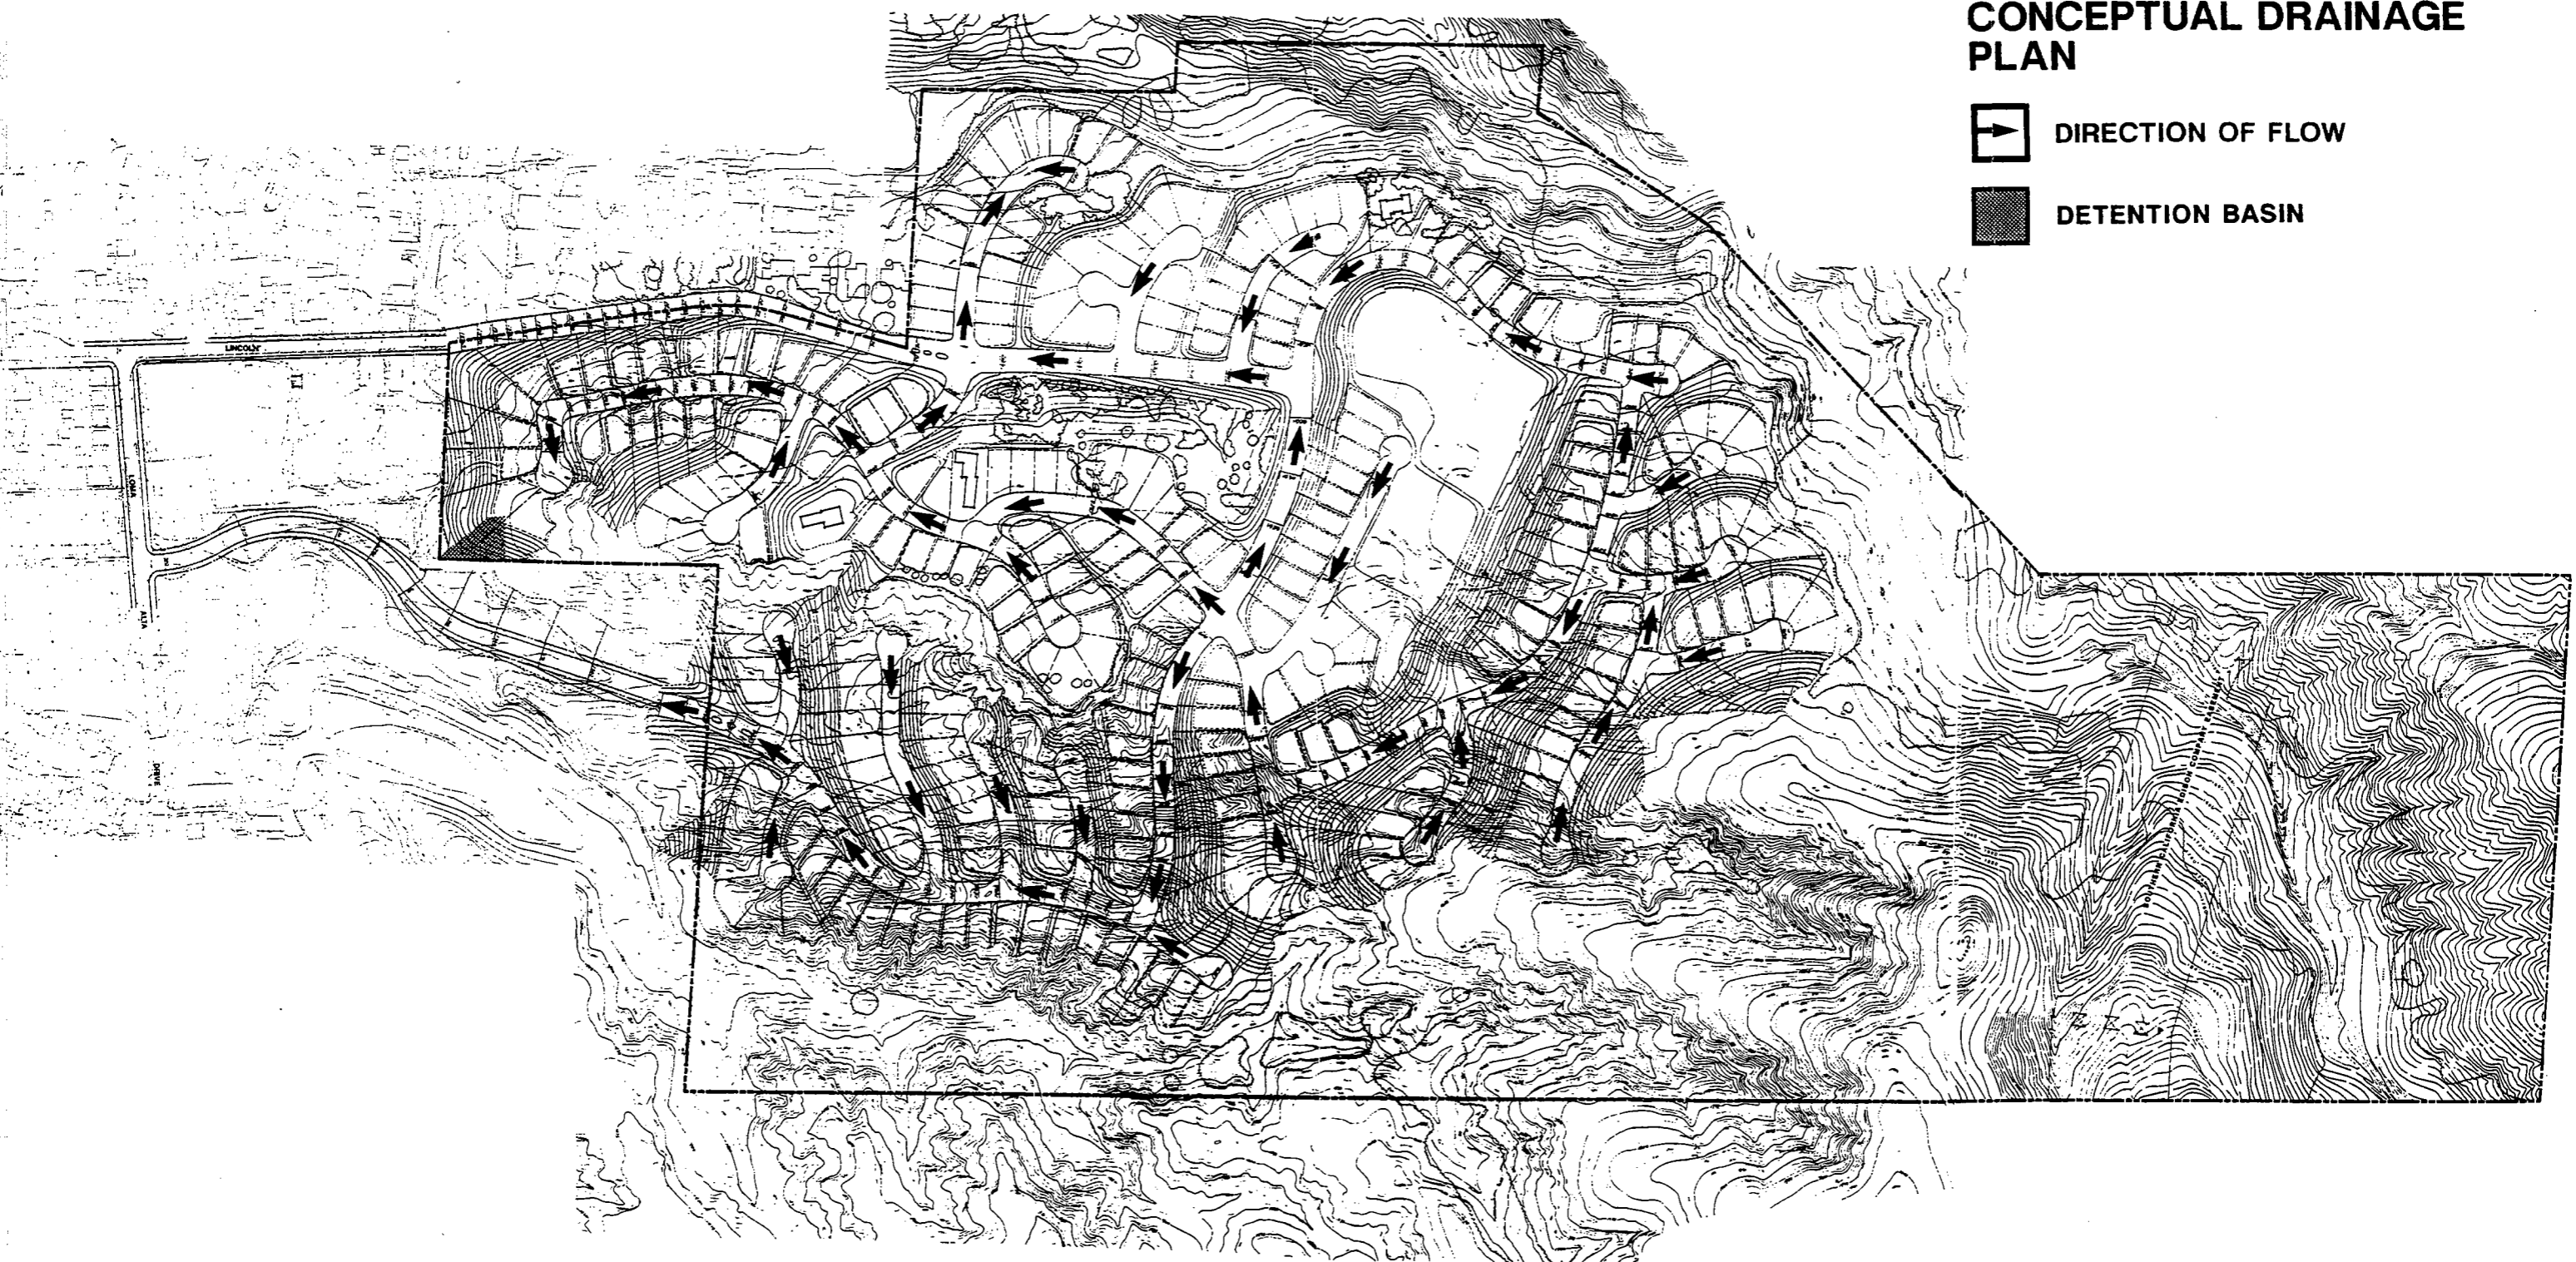 CONCEPTUAL DRAINAGE
PLAN
DIRECTION OF FLOW
DETENTION BASIN
LINCOLN
LOMA
ALTA
DRIVE